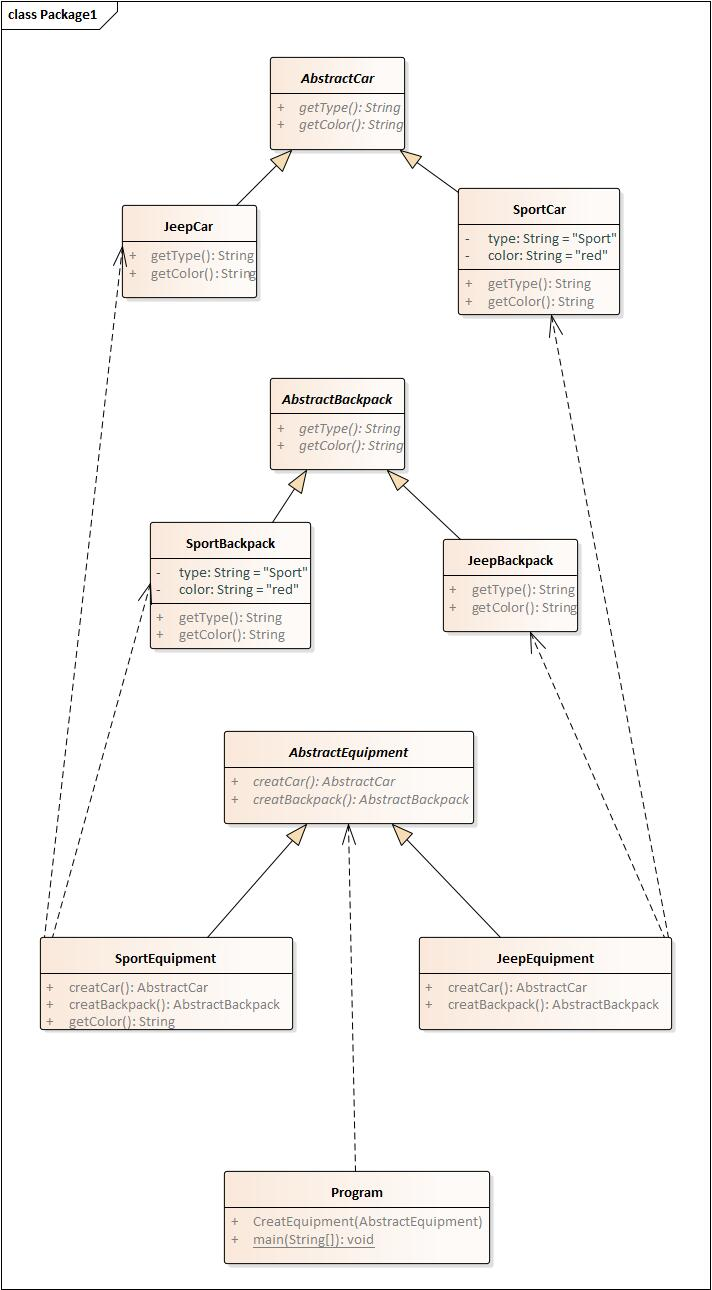 class Package1
AbstractCar
+ getType(): String
+ getColor(): String
JeepCar
+ getType(): String
+ getColor(): String
SportCar
- type: String = "Sport"
- color: String = "red"
+ getType(): String
+ getColor(): String
AbstractBackpack
+ getType(): String
+ getColor(): String
SportBackpack
- type: String = "Sport"
- color: String = "red"
+ getType(): String
+ getColor(): String
JeepBackpack
+ getType(): String
+ getColor(): String
AbstractEquipment
+ creatCar(): AbstractCar
+ creatBackpack(): AbstractBackpack
SportEquipment
+ creatCar(): AbstractCar
+ creatBackpack(): AbstractBackpack
+ getColor(): String
JeepEquipment
+ creatCar(): AbstractCar
+ creatBackpack(): AbstractBackpack
Program
+ CreatEquipment(AbstractEquipment)
+ main(String[]): void